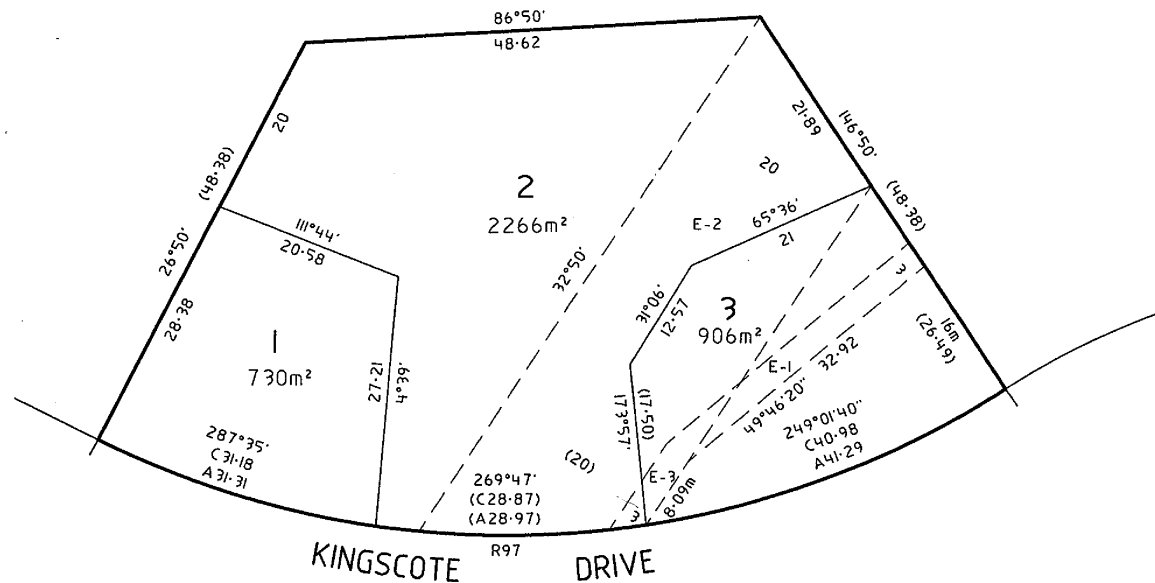 86°50'
48·62
20
(48·38)
26°50'
28·38
111°44'
20·58
2
2266m²
32°50'
21·89
146°50'
(48·38)
20
E-2
65°36'
21
31°06'
12·57
3
906m²
3
16m
(26·49)
1
730m²
27·21
4°39'
(17·50)
173°57'
E-1
49°46'20" 32·92
287°35'
C31·18
A31·31
(20)
269°47'
(C28·87)
(A28·97)
E-3
3
8·09m
249°01'40"
C40·98
A41·29
R97
KINGSCOTE DRIVE